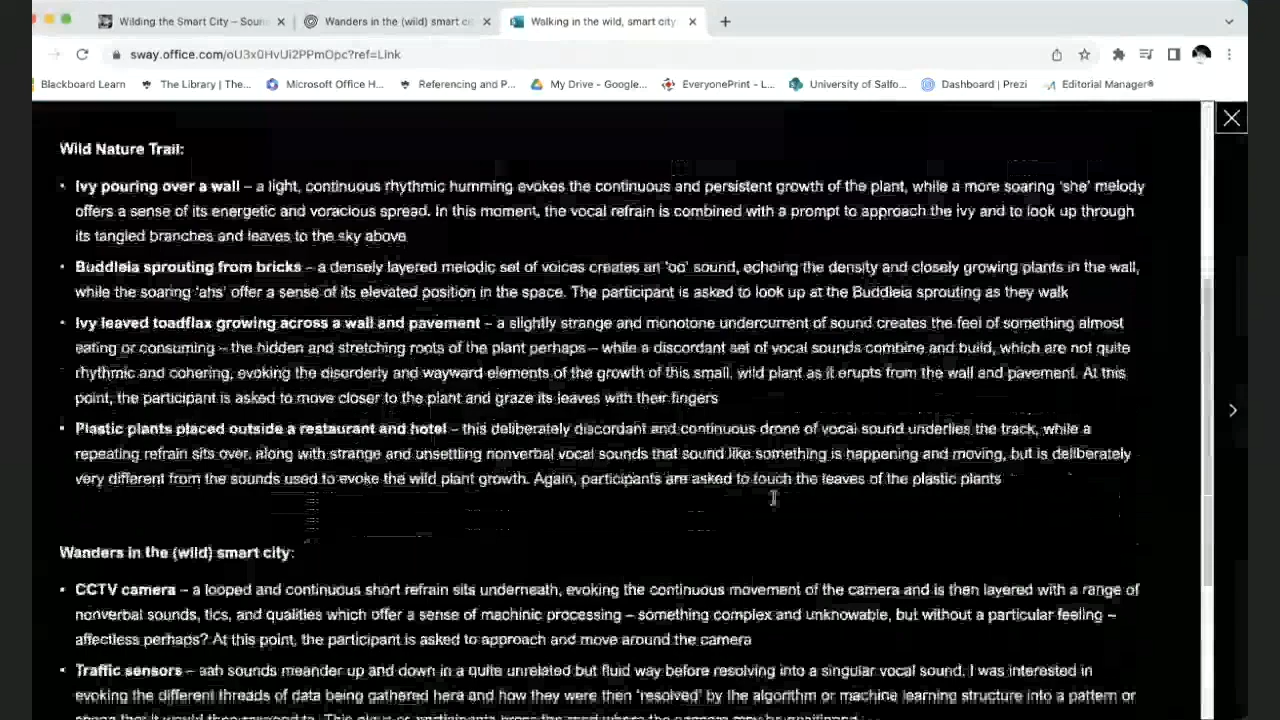 Wilding the Smart City – Soun
Wanders in the (wild) smart ci
Walking in the wild, smart city
sway.office.com/oU3x0HvUi2PPmOpc?ref=Link
Blackboard Learn
The Library | The...
Microsoft Office H...
Referencing and P...
My Drive – Google...
EveryonePrint – L...
University of Salfo...
Dashboard | Prezi
Editorial Manager®
Wild Nature Trail:
• Ivy pouring over a wall – a light, continuous rhythmic humming evokes the continuous and persistent growth of the plant, while a more soaring 'she' melody
offers a sense of its energetic and voracious spread. In this moment, the vocal refrain is combined with a prompt to approach the ivy and to look up through
its tangled branches and leaves to the sky above
• Buddleia sprouting from bricks – a densely layered melodic set of voices creates an 'oo' sound, echoing the density and closely growing plants in the wall,
while the soaring 'ahs' offer a sense of its elevated position in the space. The participant is asked to look up at the Buddleia sprouting as they walk
• Ivy leaved toadflax growing across a wall and pavement – a slightly strange and monotone undercurrent of sound creates the feel of something almost
eating or consuming – the hidden and stretching roots of the plant perhaps – while a discordant set of vocal sounds combine and build, which are not quite
rhythmic and cohering, evoking the disorderly and wayward elements of the growth of this small, wild plant as it erupts from the wall and pavement. At this
point, the participant is asked to move closer to the plant and graze its leaves with their fingers
• Plastic plants placed outside a restaurant and hotel – this deliberately discordant and continuous drone of vocal sound underlies the track, while a
repeating refrain sits over, along with strange and unsettling nonverbal vocal sounds that sound like something is happening and moving, but is deliberately
very different from the sounds used to evoke the wild plant growth. Again, participants are asked to touch the leaves of the plastic plants
Wanders in the (wild) smart city:
• CCTV camera – a looped and continuous short refrain sits underneath, evoking the continuous movement of the camera and is then layered with a range of
nonverbal sounds, tics, and qualities which offer a sense of machinic processing – something complex and unknowable, but without a particular feeling –
affectless perhaps? At this point, the participant is asked to approach and move around the camera
• Traffic sensors – aah sounds meander up and down in a quite unrelated but fluid way before resolving into a singular vocal sound. I was interested in
evoking the different threads of data being gathered here and how they were then 'resolved' by the algorithm or machine learning structure into a pattern or